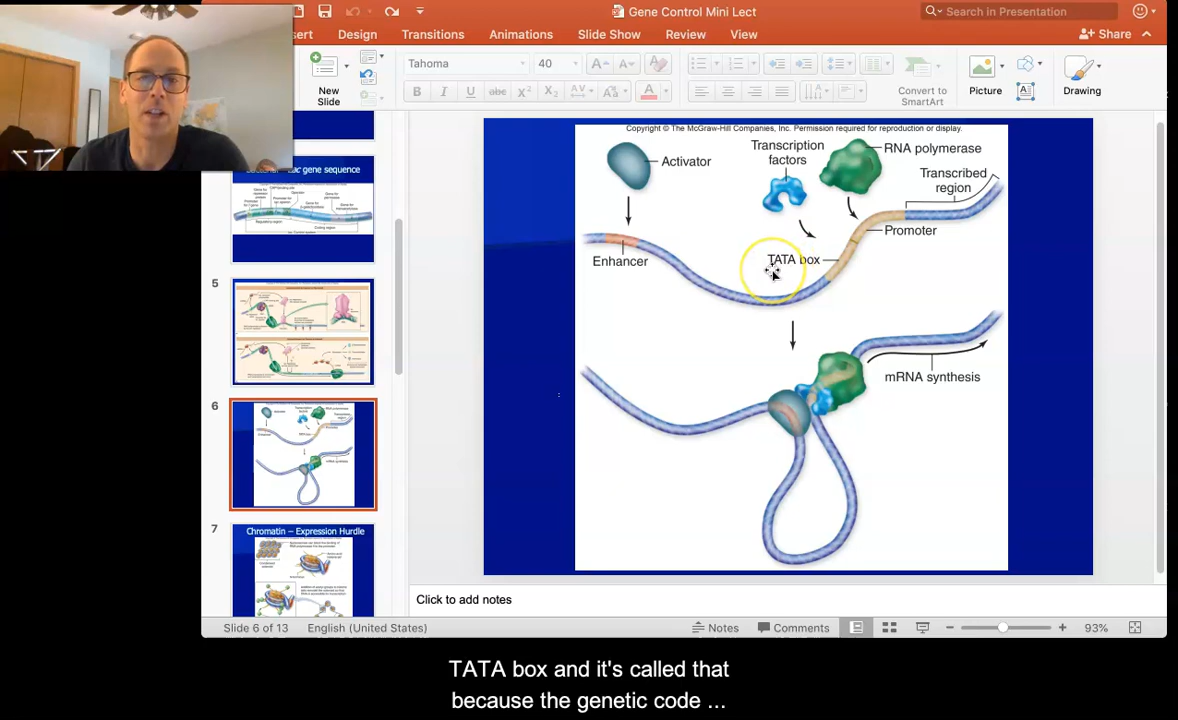 Gene Control Mini Lect
Search in Presentation
Design
Transitions
Animations
Slide Show
Review
View
Share
New
Slide
Tahoma
40
Convert to
SmartArt
Picture
Drawing
gene sequence
5
6
7
Chromatin – Expression Hurdle
Copyright © The McGraw-Hill Companies, Inc. Permission required for reproduction or display.
Activator
Transcription
factors
RNA polymerase
Transcribed
region
Promoter
TATA box
Enhancer
mRNA synthesis
Click to add notes
Slide 6 of 13
English (United States)
Notes
Comments
93%
TATA box and it's called that
because the genetic code ...